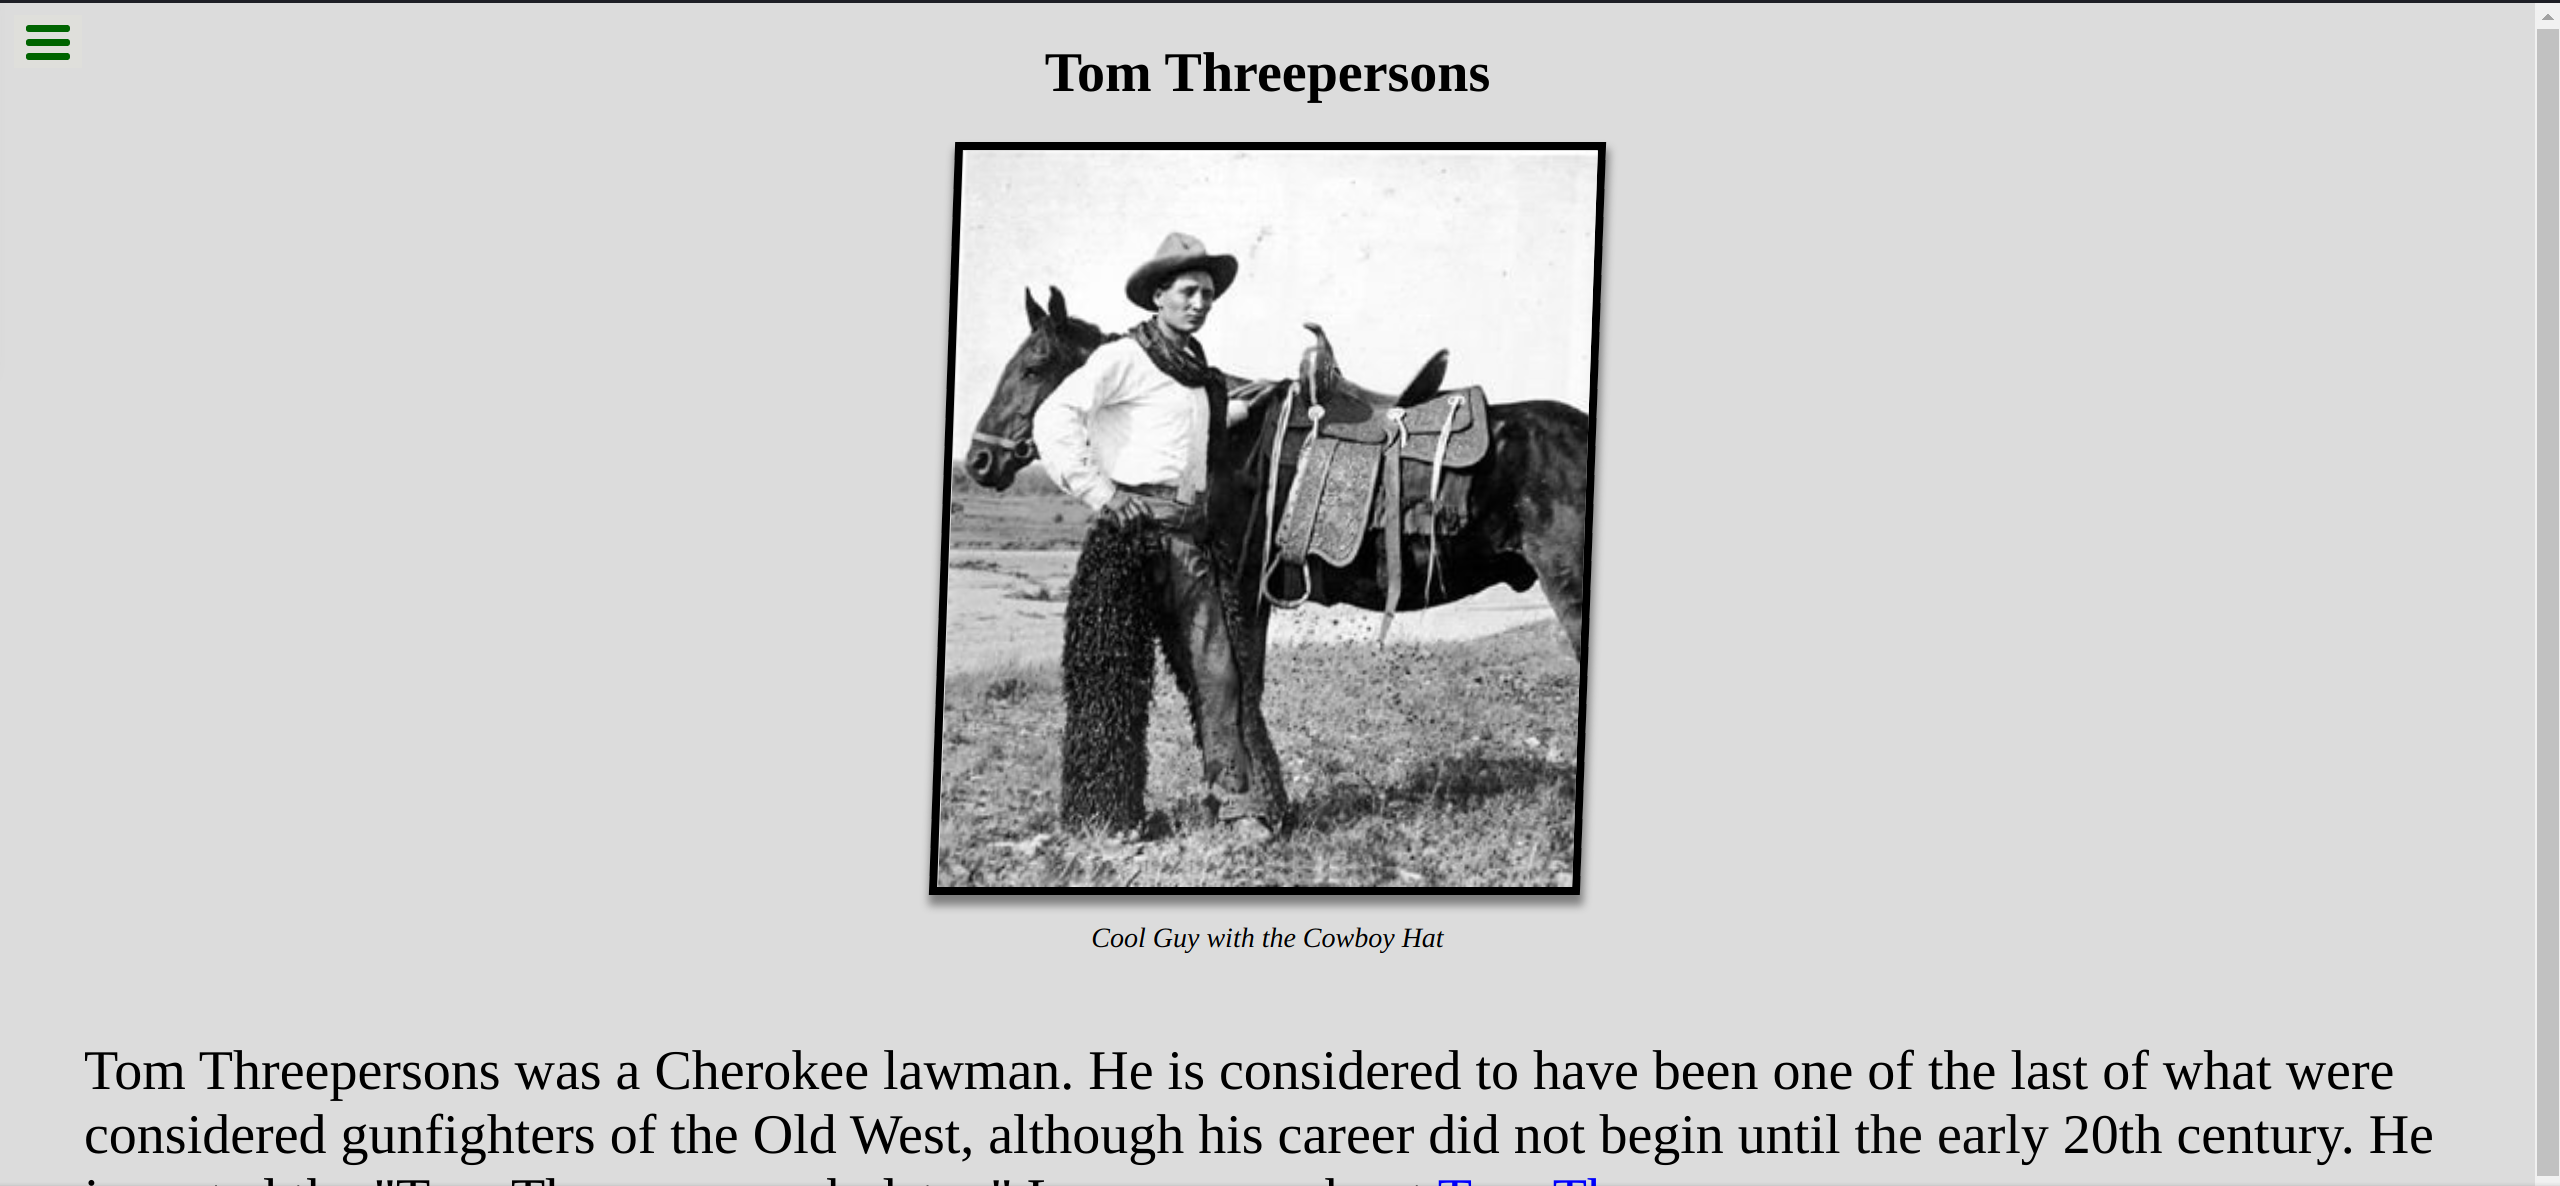 Tom Threepersons
Cool Guy with the Cowboy Hat
Tom Threepersons was a Cherokee lawman. He is considered to have been one of the last of what were
considered gunfighters of the Old West, although his career did not begin until the early 20th century. He